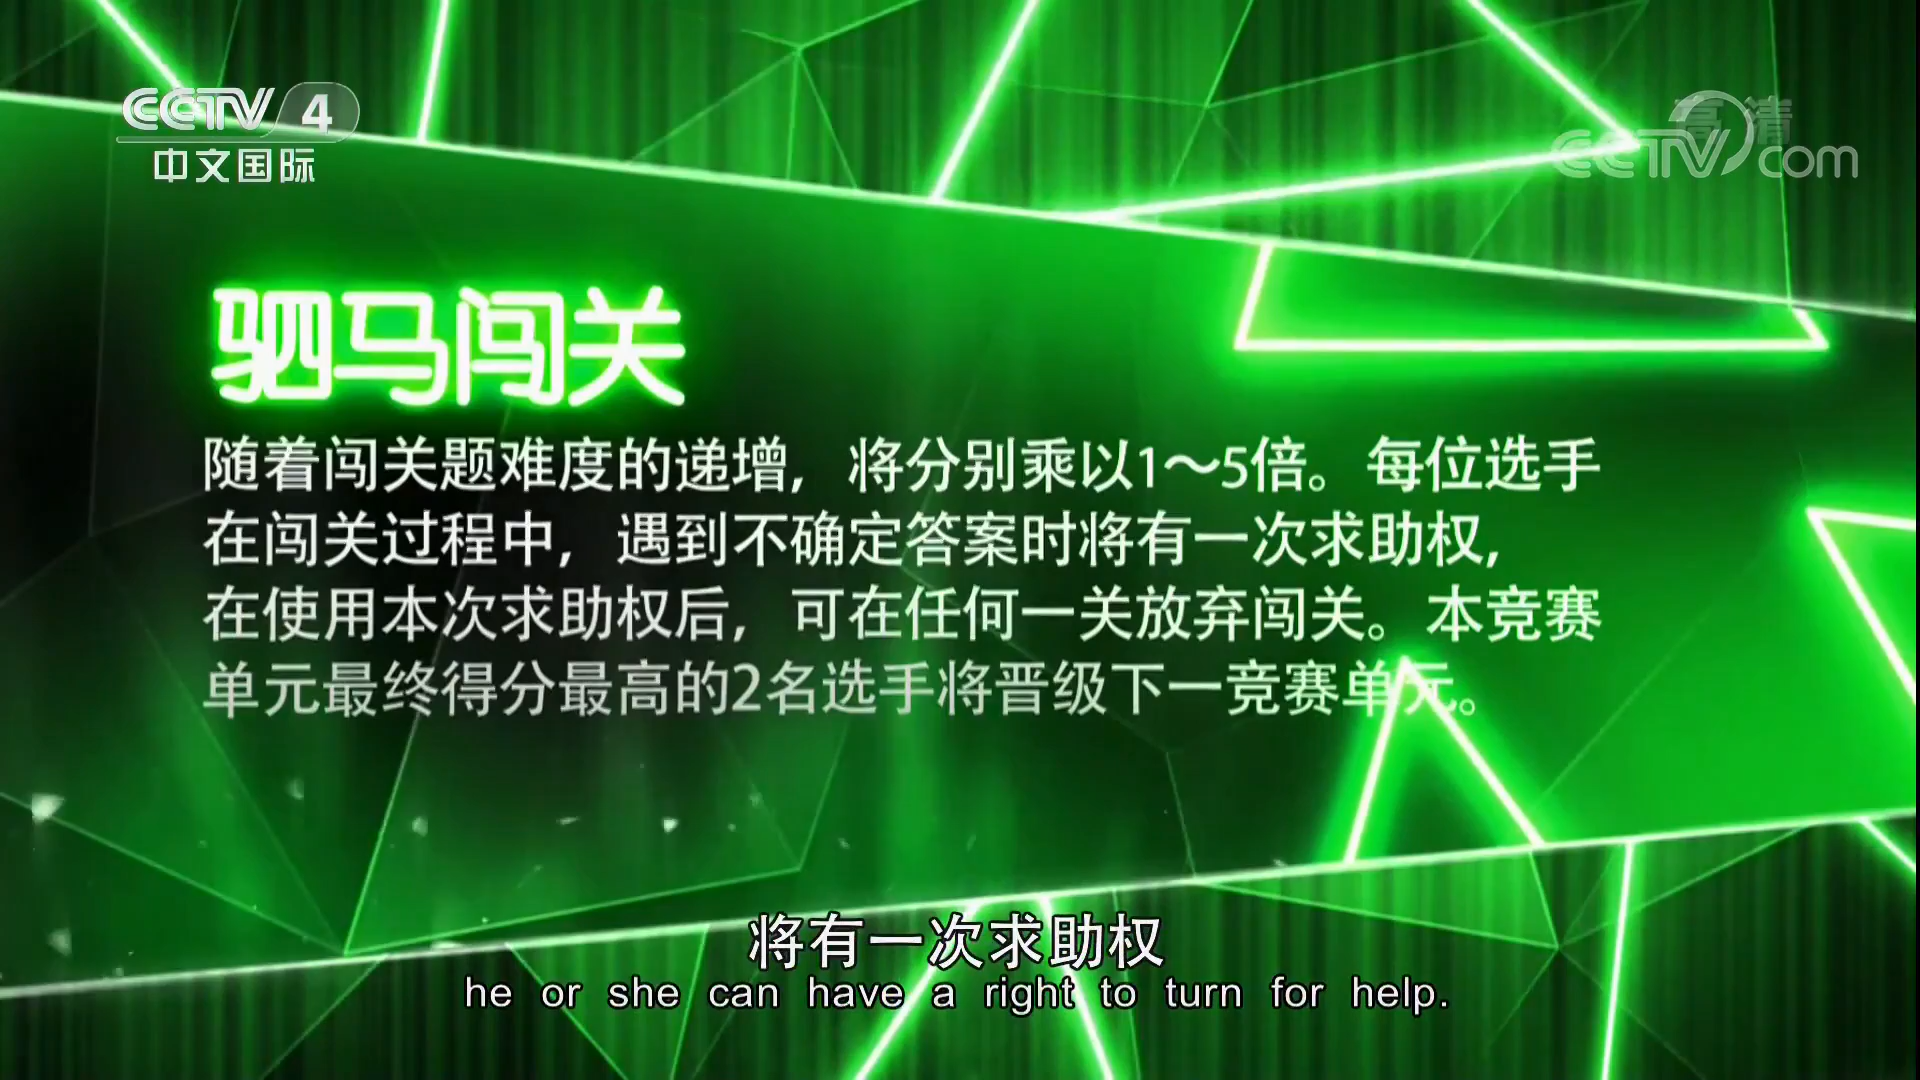 CCTV 4
中文国际
高清
CCTV.com
驷马闯关
随着闯关题难度的递增，将分别乘以1～5倍。每位选手
在闯关过程中，遇到不确定答案时将有一次求助权，
在使用本次求助权后，可在任何一关放弃闯关。本竞赛
单元最终得分最高的2名选手将晋级下一竞赛单元。
将有一次求助权
he or she can have a right to turn for help.